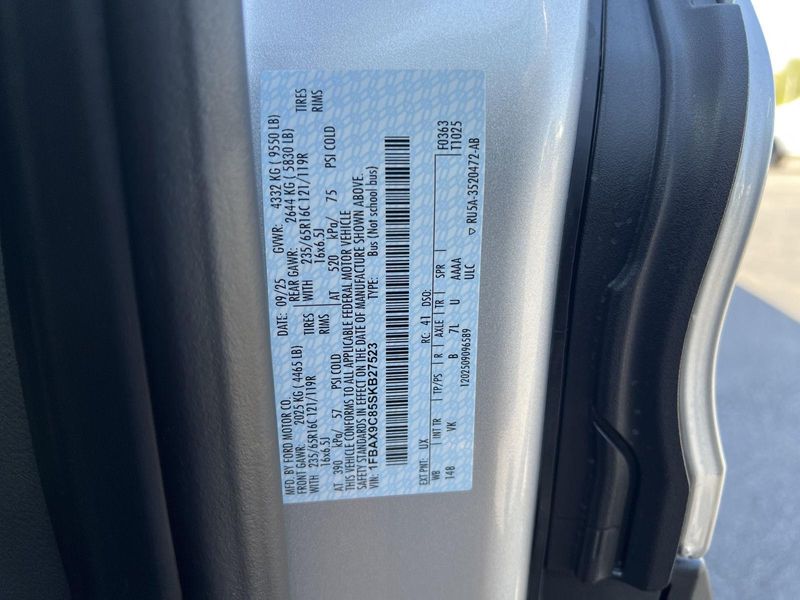 MFD. BY FORD MOTOR CO. DATE: 09/25 GVWR: 4332 KG ( 9550 LB)
FRONT GAWR: 2025 KG ( 4465 LB) REAR GAWR: 2644 KG ( 5830 LB)
WITH 235/65R16C 121/119R TIRES WITH 235/65R16C 121/119R TIRES
16x6.5J RIMS 16x6.5J RIMS
AT 390 kPa/ 57 PSI COLD AT 520 kPa/ 75 PSI COLD
THIS VEHICLE CONFORMS TO ALL APPLICABLE FEDERAL MOTOR VEHICLE
SAFETY STANDARDS IN EFFECT ON THE DATE OF MANUFACTURE SHOWN ABOVE.
VIN: 1FBAX9C85SKB27523 TYPE: Bus (Not school bus)
EXT PNT: UX RC: 41 DSO: F0363
WB INT TR TP/PS R AXLE TR SPR T1025
148 VK B 7L U AAAA
ULC
1202509096589 ▽ RU5A-3520472-AB